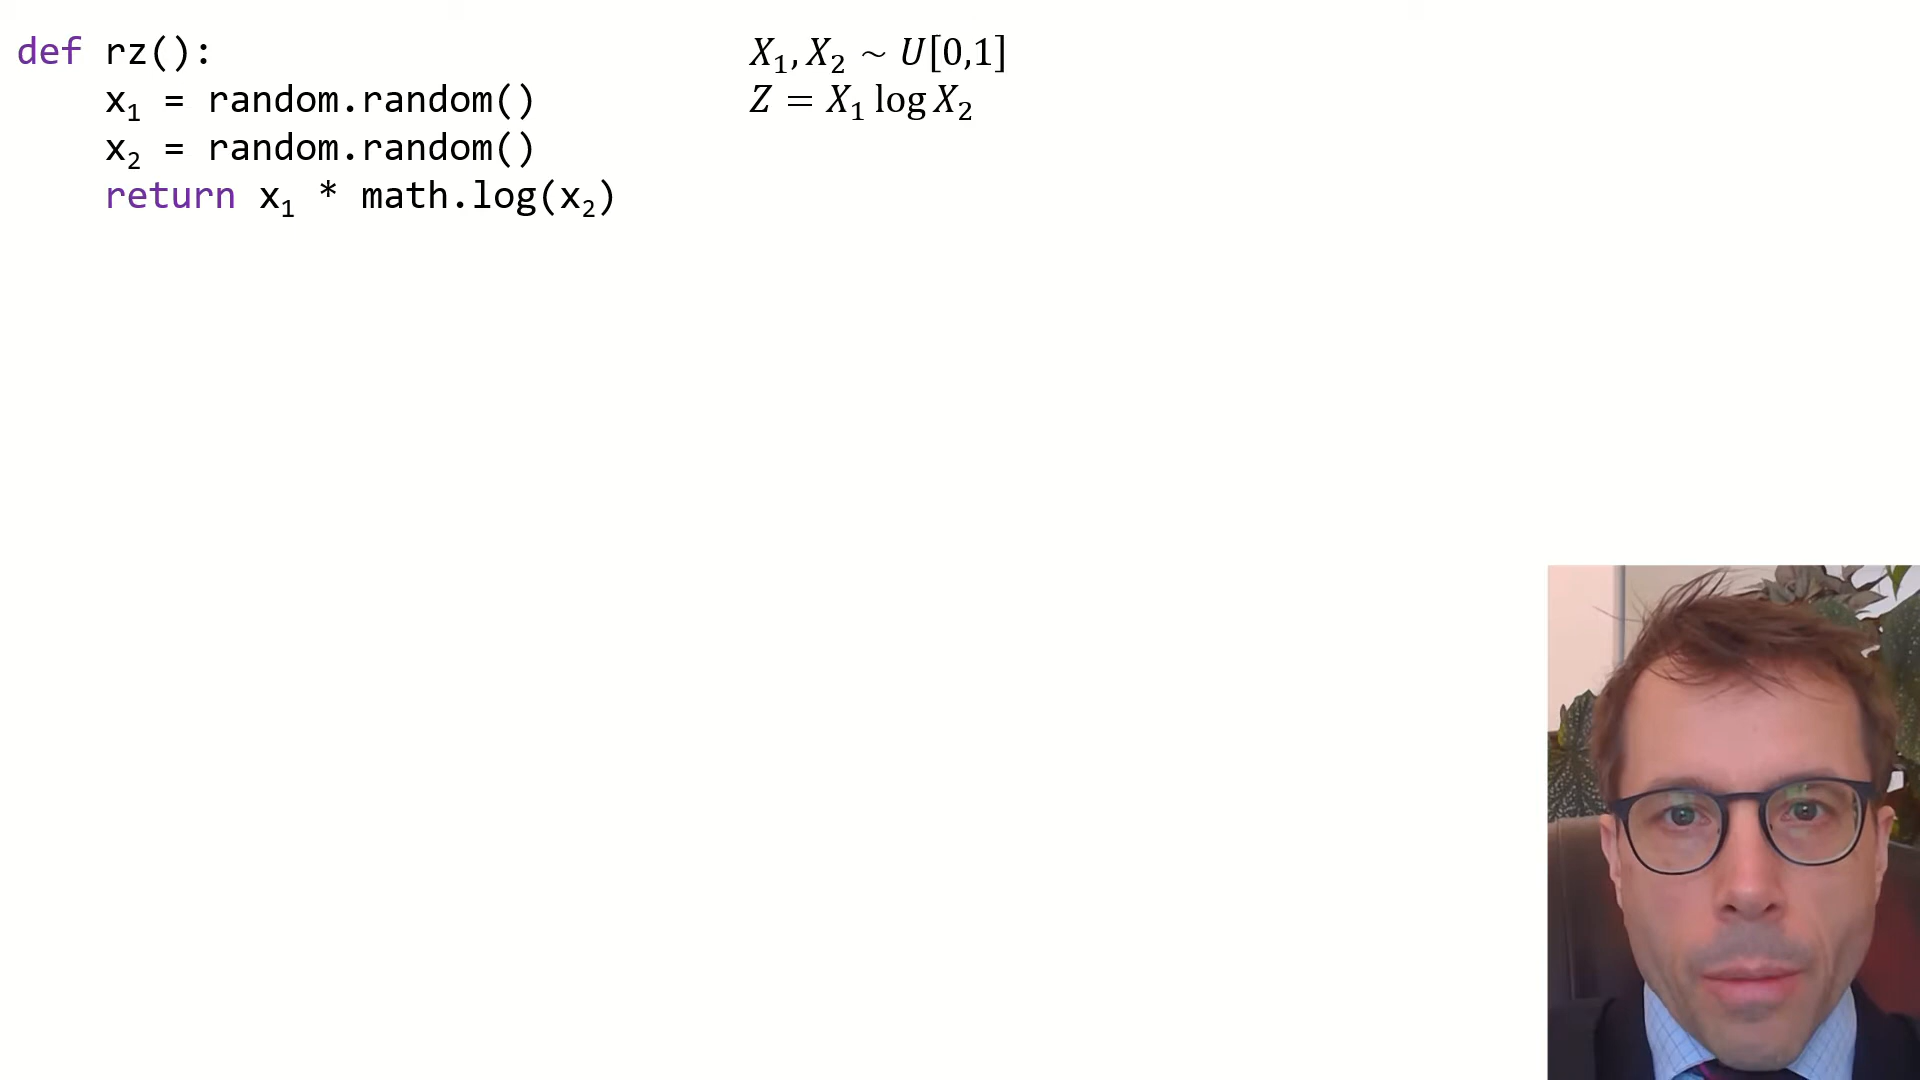 def rz():
x₁ = random.random()
x₂ = random.random()
return x₁ * math.log(x₂)
X₁, X₂ ~ U[0,1]
Z = X₁ log X₂